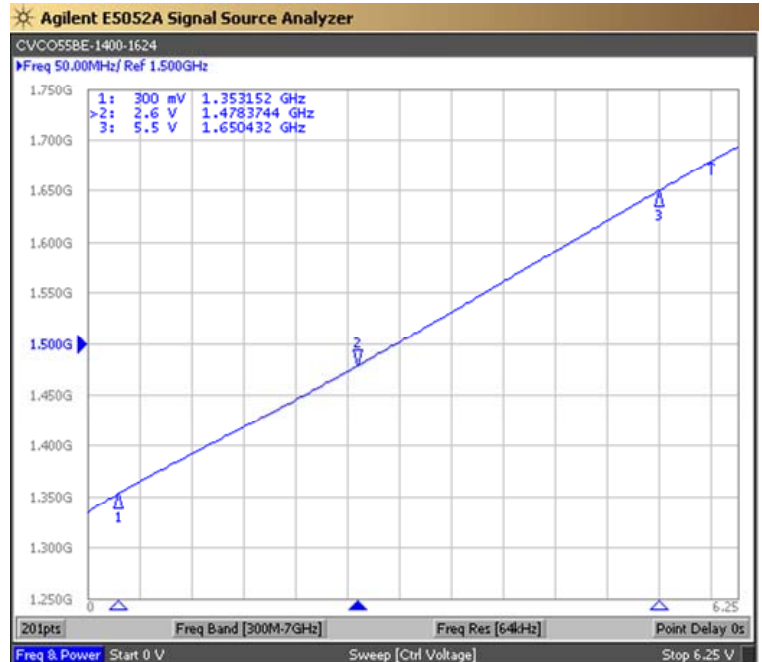 Agilent E5052A Signal Source Analyzer
CVCO55BE-1400-1624
▶Freq 50.00MHz/ Ref 1.500GHz
1: 300 mV 1.353152 GHz
>2: 2.6 V 1.4783744 GHz
3: 5.5 V 1.650432 GHz
1.750G
1.700G
1.650G
1.600G
1.550G
1.500G
1.450G
1.400G
1.350G
1.300G
1.250G
1
2
3
0
6.25
201pts Freq Band [300M-7GHz] Freq Res [64kHz] Point Delay 0s
Freq & Power Start 0 V Sweep [Ctrl Voltage] Stop 6.25 V